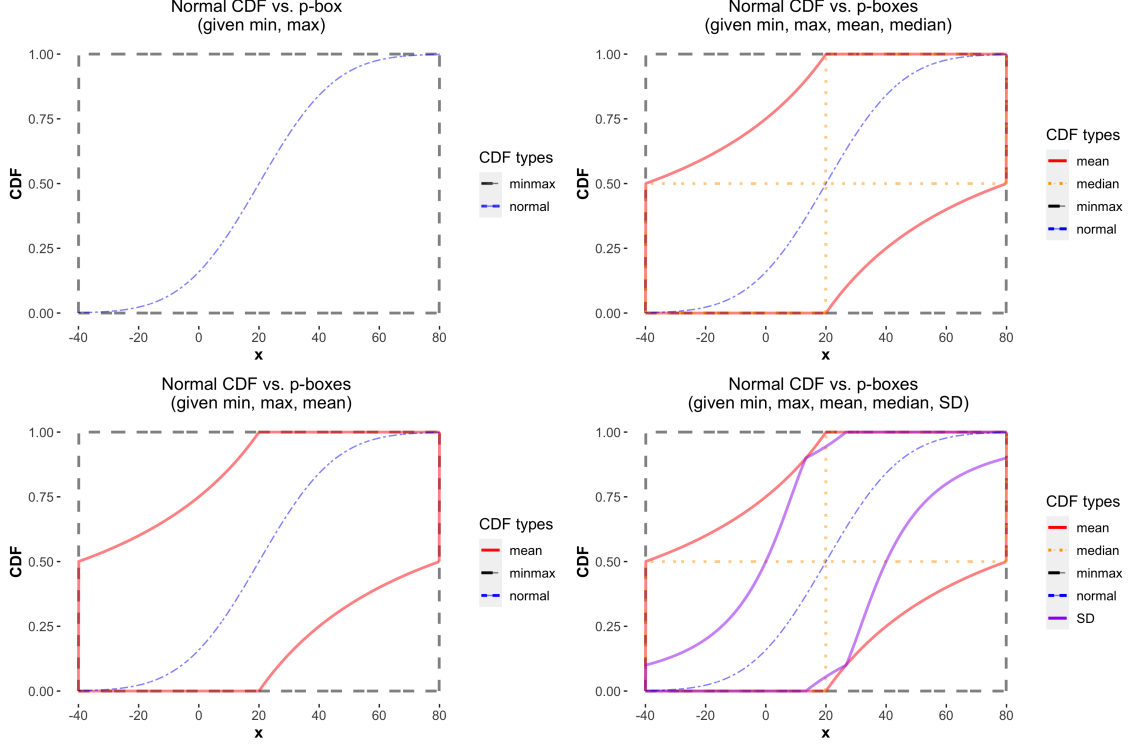 Normal CDF vs. p-box
(given min, max)
1.00
0.75
0.50
0.25
0.00
CDF
-40 -20 0 20 40 60 80
x
CDF types
minmax
normal
Normal CDF vs. p-boxes
(given min, max, mean, median)
1.00
0.75
0.50
0.25
0.00
CDF
-40 -20 0 20 40 60 80
x
CDF types
mean
median
minmax
normal
Normal CDF vs. p-boxes
(given min, max, mean)
1.00
0.75
0.50
0.25
0.00
CDF
-40 -20 0 20 40 60 80
x
CDF types
mean
minmax
normal
Normal CDF vs. p-boxes
(given min, max, mean, median, SD)
1.00
0.75
0.50
0.25
0.00
CDF
-40 -20 0 20 40 60 80
x
CDF types
mean
median
minmax
normal
SD